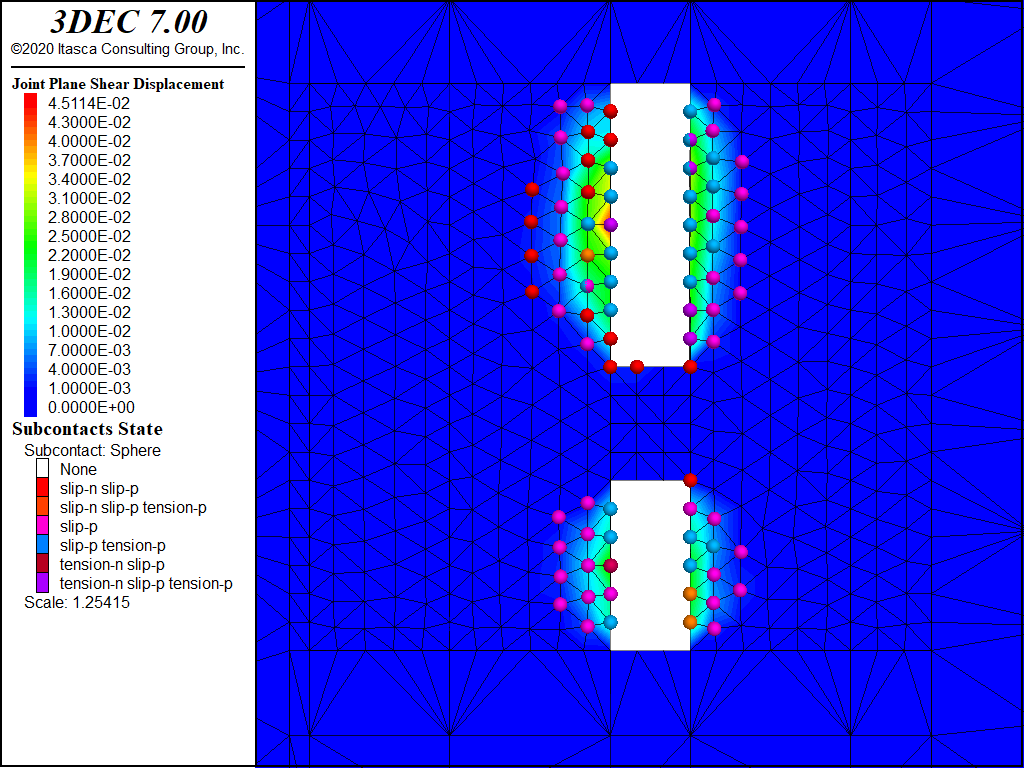 3DEC 7.00
©2020 Itasca Consulting Group, Inc.
Joint Plane Shear Displacement
4.5114E-02
4.3000E-02
4.0000E-02
3.7000E-02
3.4000E-02
3.1000E-02
2.8000E-02
2.5000E-02
2.2000E-02
1.9000E-02
1.6000E-02
1.3000E-02
1.0000E-02
7.0000E-03
4.0000E-03
1.0000E-03
0.0000E+00
Subcontacts State
Subcontact: Sphere
None
slip-n slip-p
slip-n slip-p tension-p
slip-p
slip-p tension-p
tension-n slip-p
tension-n slip-p tension-p
Scale: 1.25415